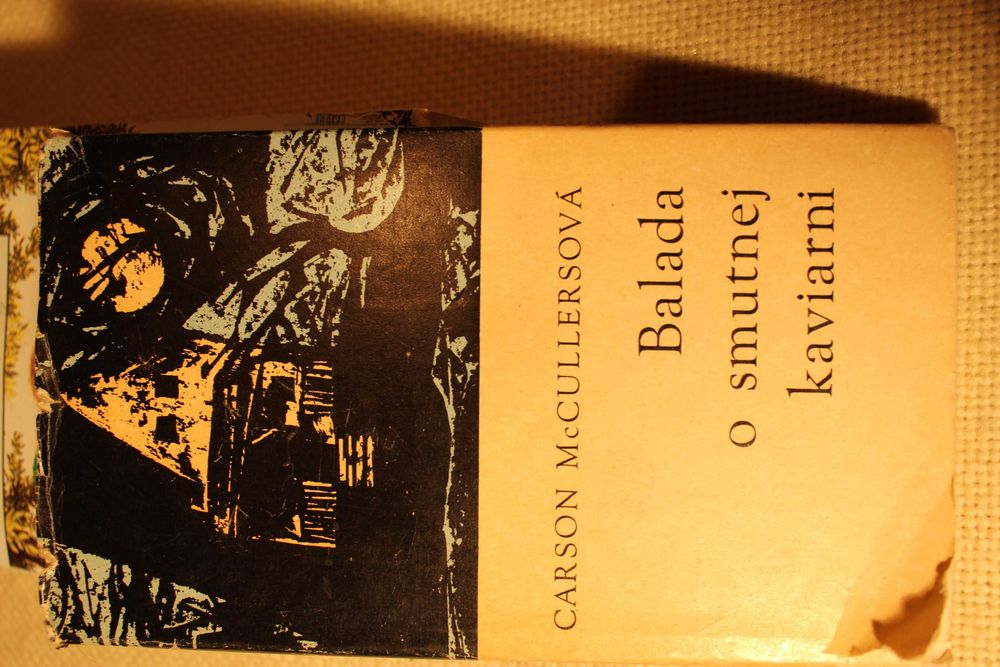 CARSON McCULLERSOVÁ
Balada
o smutnej
kaviarni